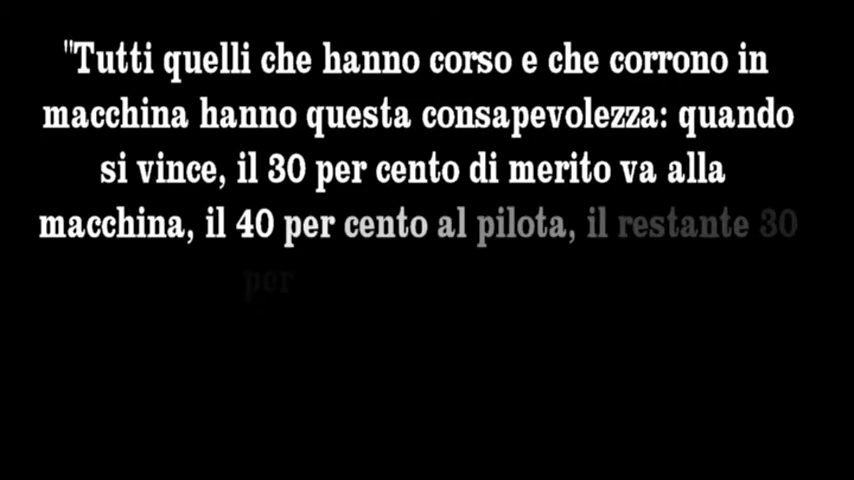 "Tutti quelli che hanno corso e che corrono in
macchina hanno questa consapevolezza: quando
si vince, il 30 per cento di merito va alla
macchina, il 40 per cento al pilota, il restante 30
per